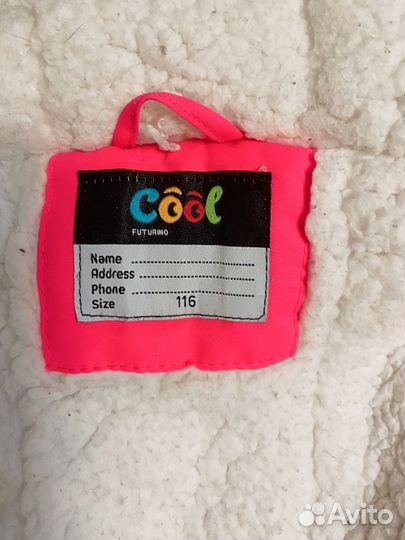 Cool
FUTURINO
Name ..........................
Address ......................
Phone ..........................
Size 116
Avito